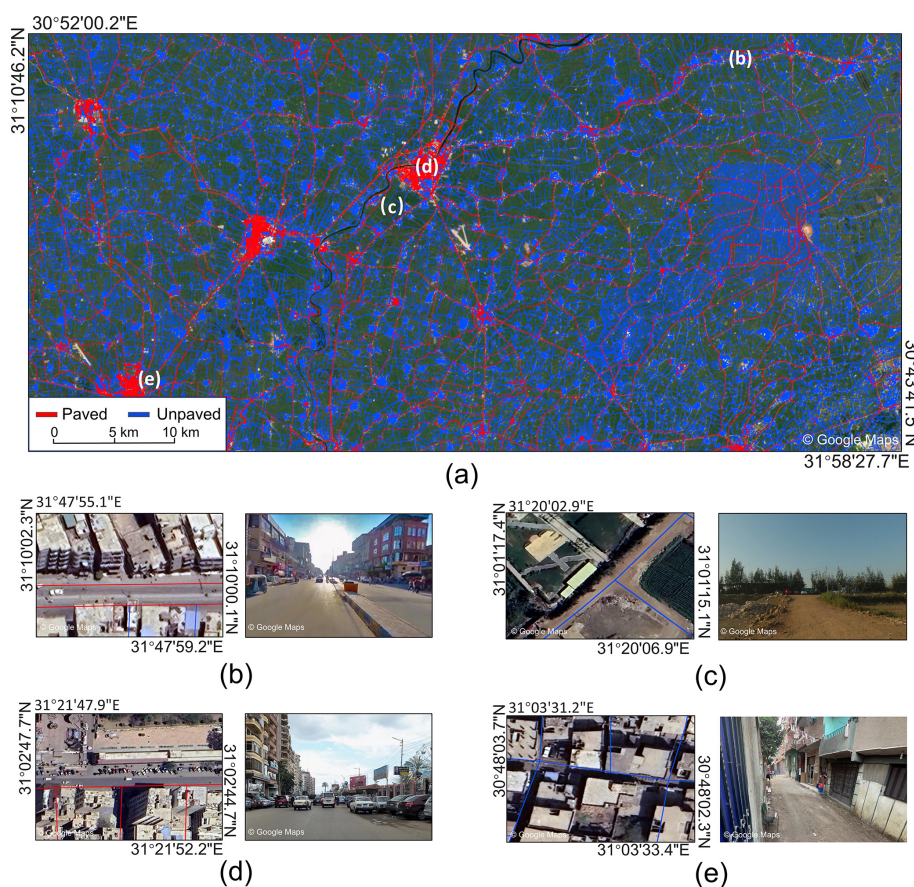 30°52'00.2"E
31°10'46.2"N
(b)
(d)
(c)
(e)
Paved Unpaved
0 5 km 10 km
© Google Maps
30°43'41.5"N
31°58'27.7"E
(a)
31°47'55.1"E
31°10'02.3"N
© Google Maps
31°10'00.1"N
31°47'59.2"E
© Google Maps
(b)
31°20'02.9"E
31°01'17.4"N
© Google Maps
31°01'15.1"N
31°20'06.9"E
© Google Maps
(c)
31°21'47.9"E
31°02'47.7"N
© Google Maps
31°02'44.7"N
31°21'52.2"E
© Google Maps
(d)
31°03'31.2"E
30°48'03.7"N
© Google Maps
30°48'02.3"N
31°03'33.4"E
© Google Maps
(e)